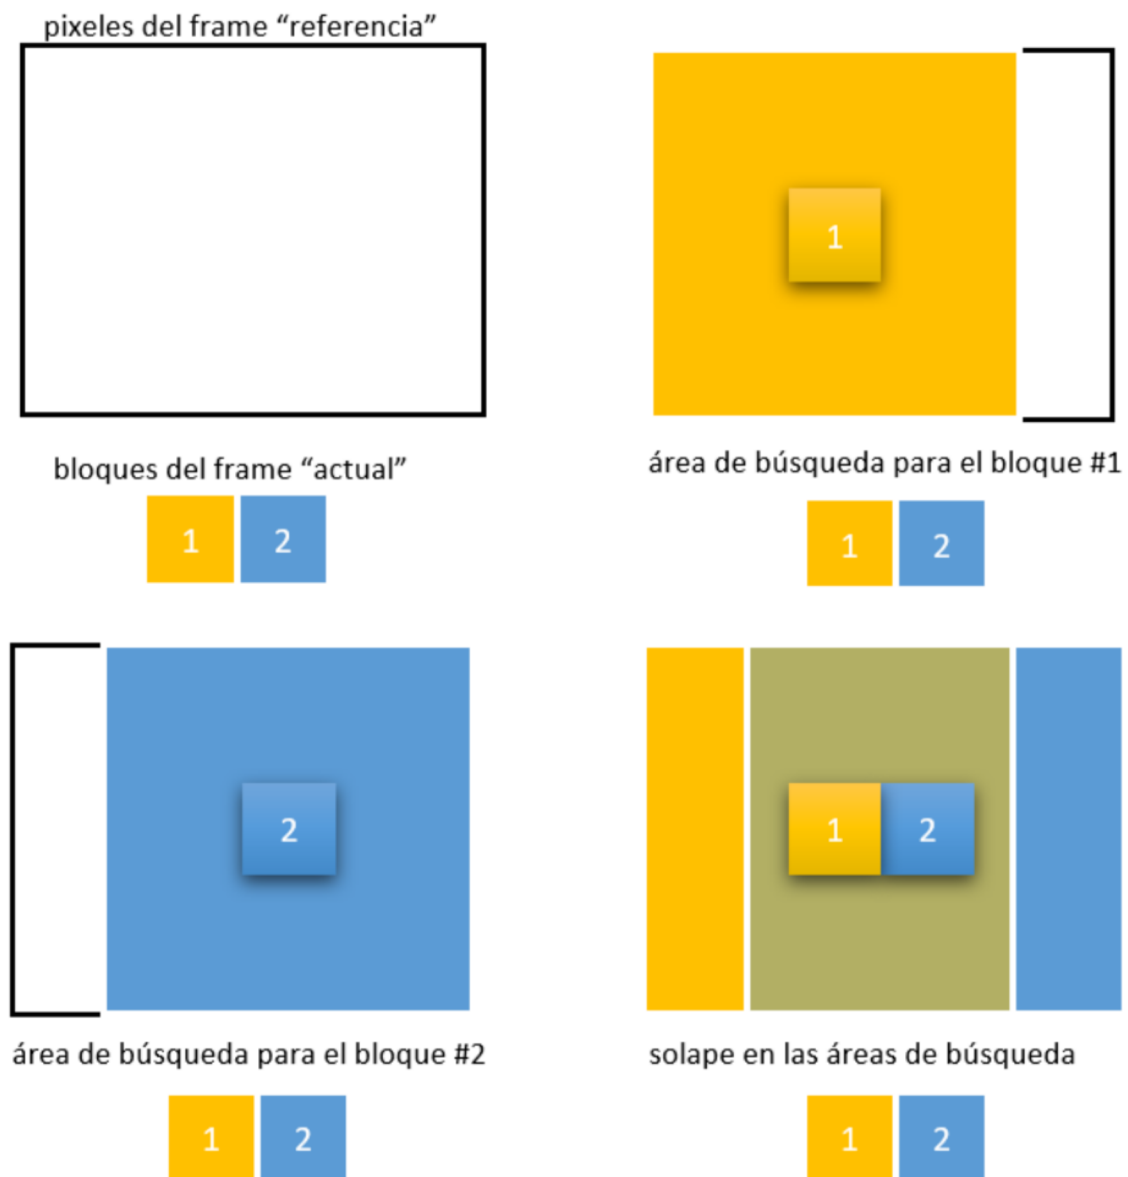 pixeles del frame “referencia”
1
bloques del frame “actual”
1 2
área de búsqueda para el bloque #1
1 2
2
área de búsqueda para el bloque #2
1 2
1 2
solape en las áreas de búsqueda
1 2